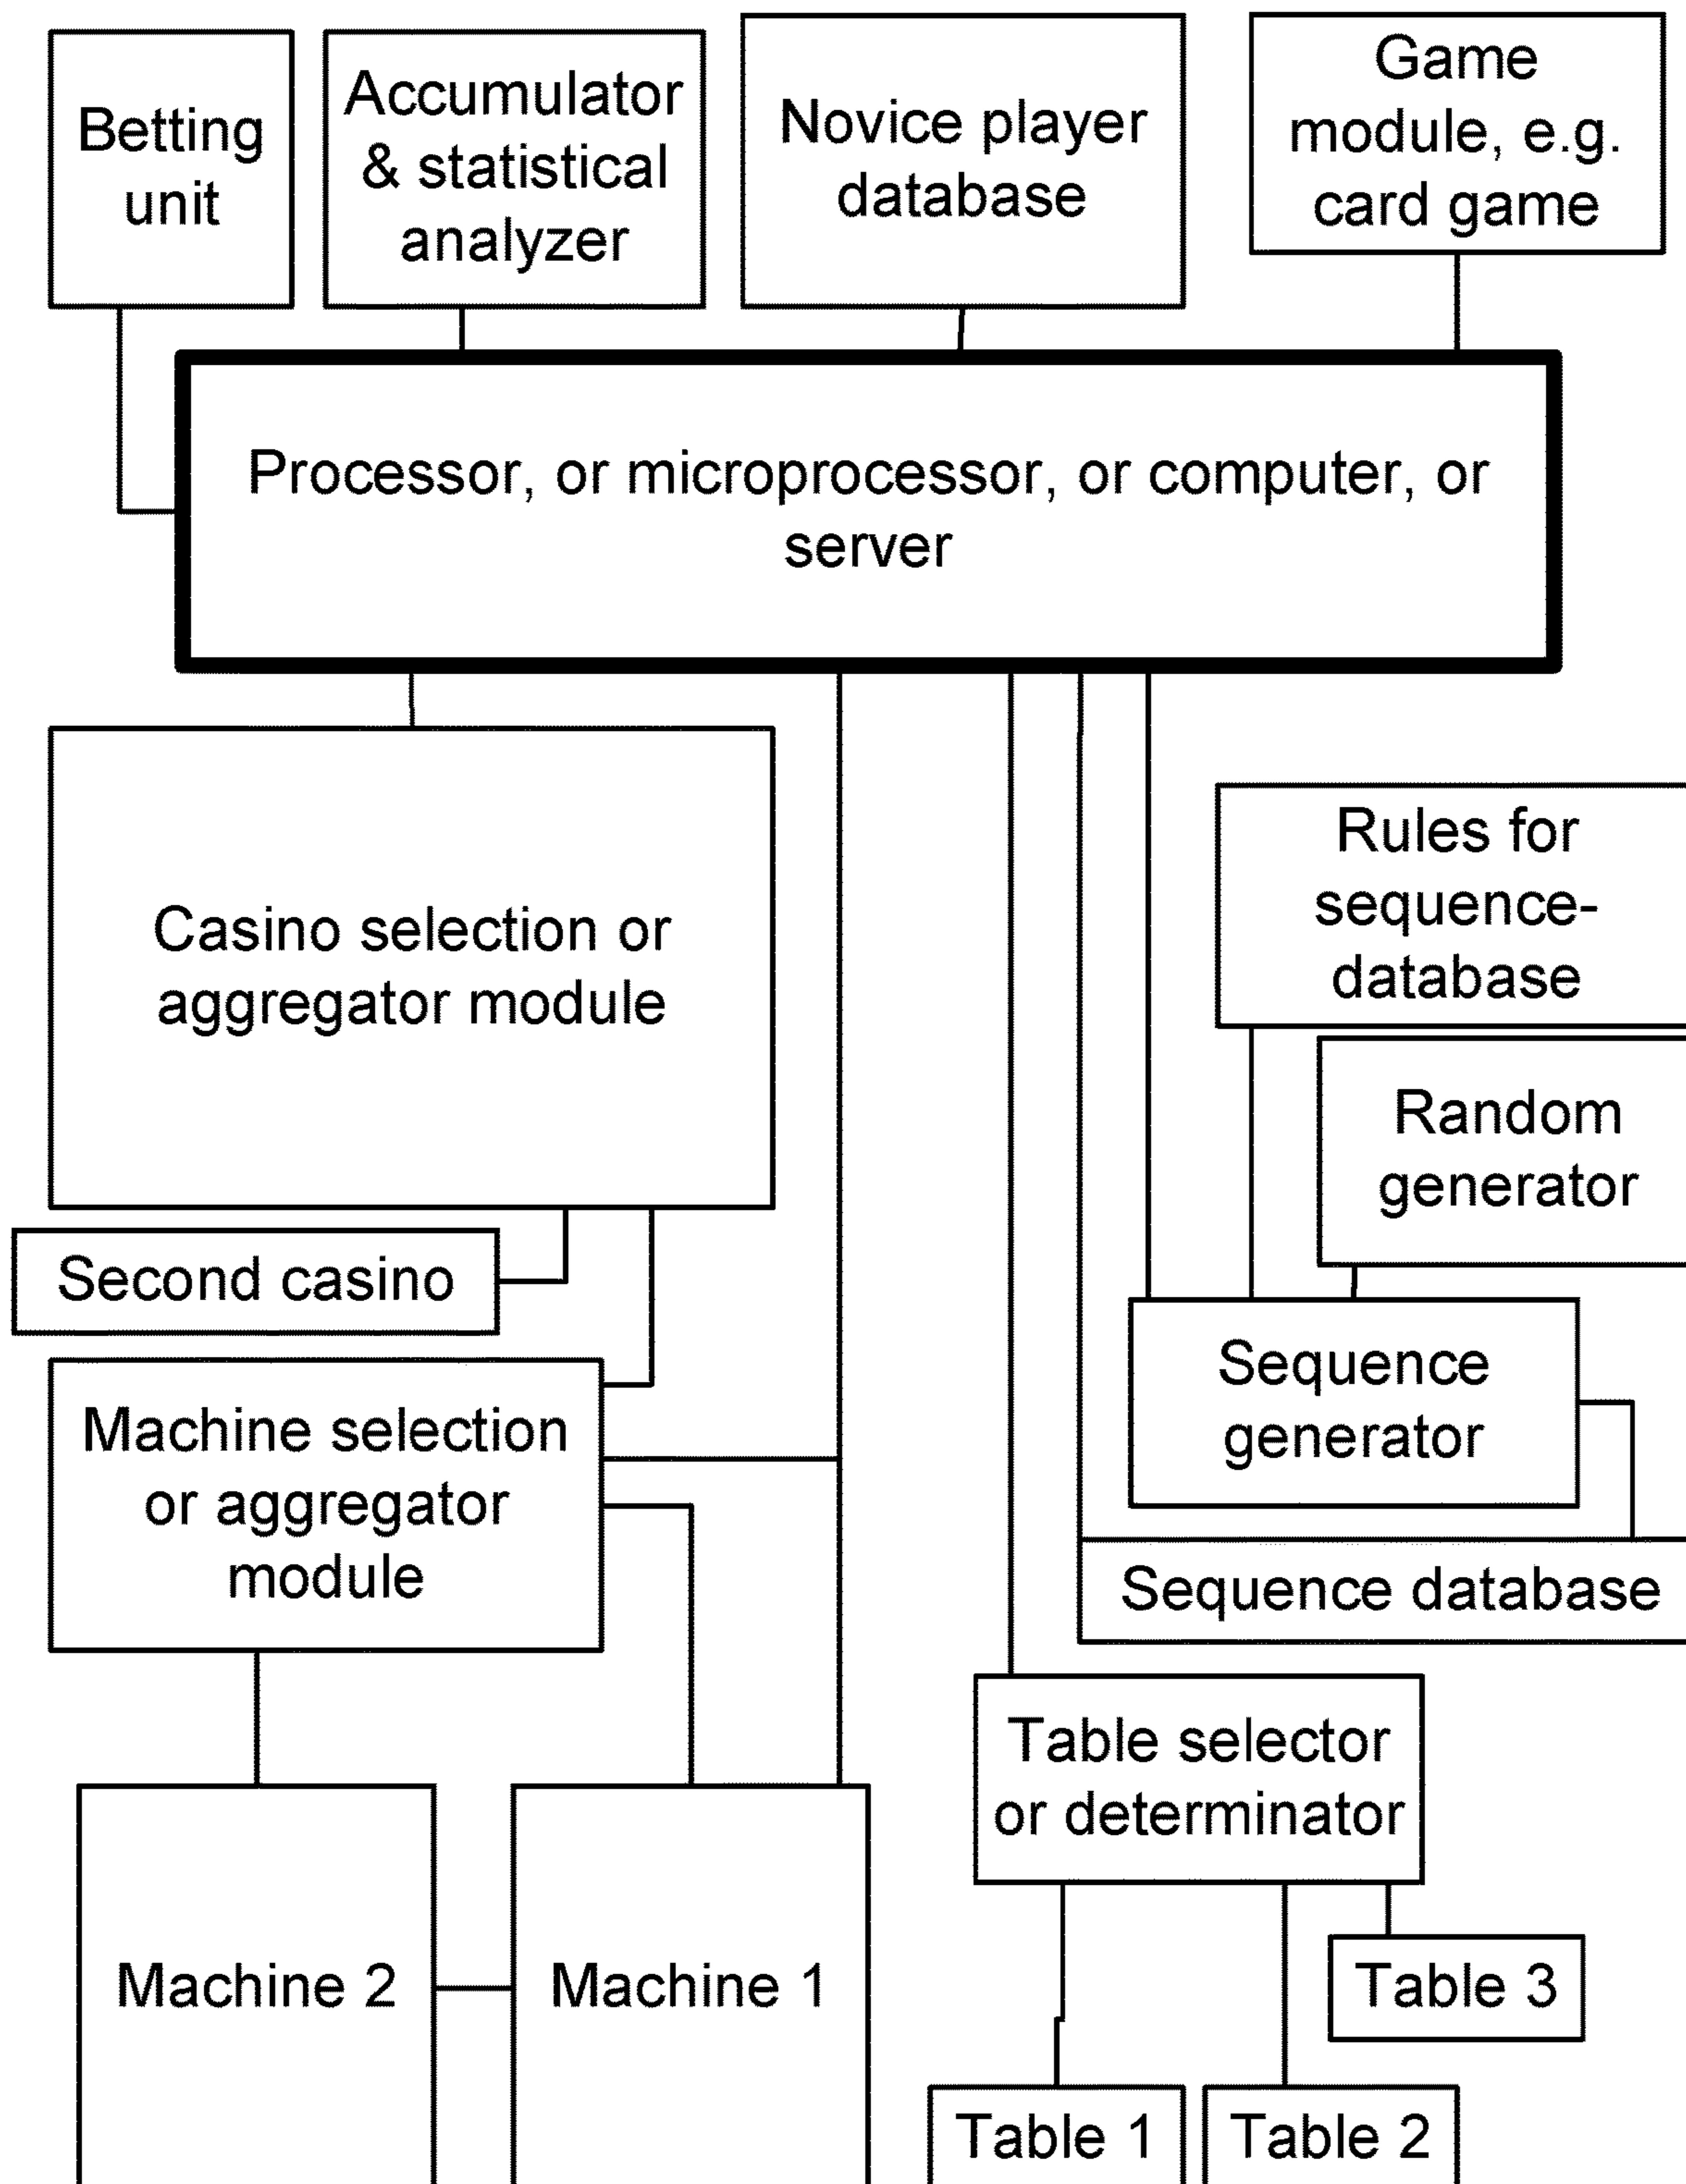 Betting
unit
Accumulator
& statistical
analyzer
Novice player
database
Game
module, e.g.
card game
Processor, or microprocessor, or computer, or
server
Casino selection or
aggregator module
Rules for
sequence-
database
Random
generator
Second casino
Sequence
generator
Machine selection
or aggregator
module
Sequence database
Table selector
or determinator
Machine 2
Machine 1
Table 3
Table 1
Table 2